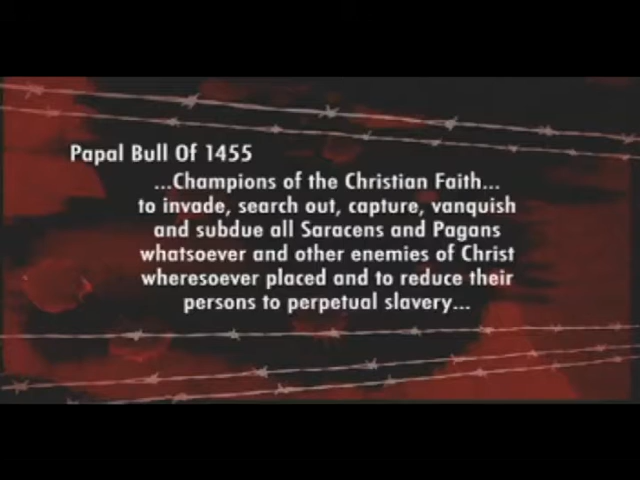 Papal Bull Of 1455
...Champions of the Christian Faith...
to invade, search out, capture, vanquish
and subdue all Saracens and Pagans
whatsoever and other enemies of Christ
wheresoever placed and to reduce their
persons to perpetual slavery...